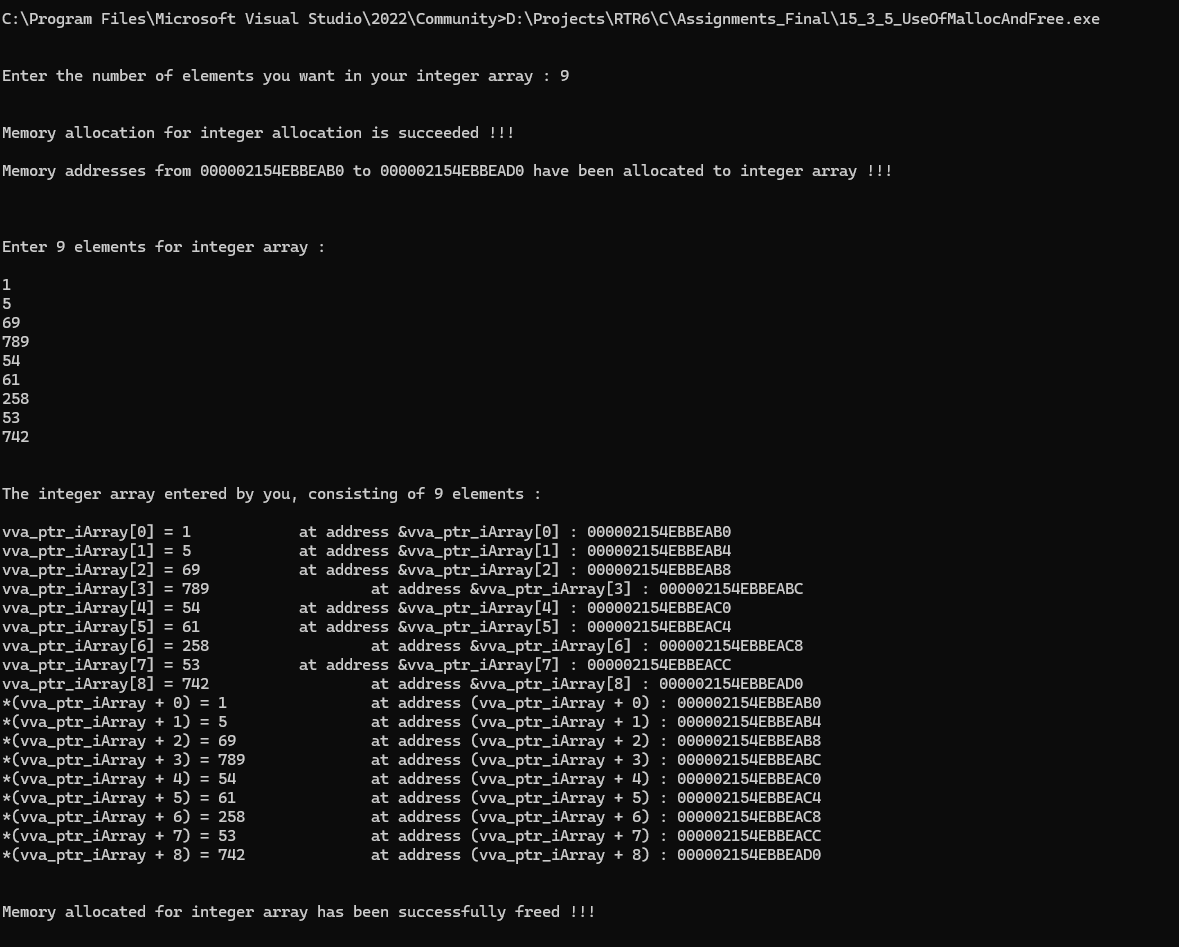 C:\Program Files\Microsoft Visual Studio\2022\Community>D:\Projects\RTR6\C\Assignments_Final\15_3_5_UseOfMallocAndFree.exe
Enter the number of elements you want in your integer array : 9
Memory allocation for integer allocation is succeeded !!!
Memory addresses from 000002154EBBEAB0 to 000002154EBBEAD0 have been allocated to integer array !!!
Enter 9 elements for integer array :
1
5
69
789
54
61
258
53
742
The integer array entered by you, consisting of 9 elements :
vva_ptr_iArray[0] = 1            at address &vva_ptr_iArray[0] : 000002154EBBEAB0
vva_ptr_iArray[1] = 5            at address &vva_ptr_iArray[1] : 000002154EBBEAB4
vva_ptr_iArray[2] = 69           at address &vva_ptr_iArray[2] : 000002154EBBEAB8
vva_ptr_iArray[3] = 789                  at address &vva_ptr_iArray[3] : 000002154EBBEABC
vva_ptr_iArray[4] = 54           at address &vva_ptr_iArray[4] : 000002154EBBEAC0
vva_ptr_iArray[5] = 61           at address &vva_ptr_iArray[5] : 000002154EBBEAC4
vva_ptr_iArray[6] = 258                  at address &vva_ptr_iArray[6] : 000002154EBBEAC8
vva_ptr_iArray[7] = 53           at address &vva_ptr_iArray[7] : 000002154EBBEACC
vva_ptr_iArray[8] = 742                  at address &vva_ptr_iArray[8] : 000002154EBBEAD0
*(vva_ptr_iArray + 0) = 1                at address (vva_ptr_iArray + 0) : 000002154EBBEAB0
*(vva_ptr_iArray + 1) = 5                at address (vva_ptr_iArray + 1) : 000002154EBBEAB4
*(vva_ptr_iArray + 2) = 69               at address (vva_ptr_iArray + 2) : 000002154EBBEAB8
*(vva_ptr_iArray + 3) = 789              at address (vva_ptr_iArray + 3) : 000002154EBBEABC
*(vva_ptr_iArray + 4) = 54               at address (vva_ptr_iArray + 4) : 000002154EBBEAC0
*(vva_ptr_iArray + 5) = 61               at address (vva_ptr_iArray + 5) : 000002154EBBEAC4
*(vva_ptr_iArray + 6) = 258              at address (vva_ptr_iArray + 6) : 000002154EBBEAC8
*(vva_ptr_iArray + 7) = 53               at address (vva_ptr_iArray + 7) : 000002154EBBEACC
*(vva_ptr_iArray + 8) = 742              at address (vva_ptr_iArray + 8) : 000002154EBBEAD0
Memory allocated for integer array has been successfully freed !!!